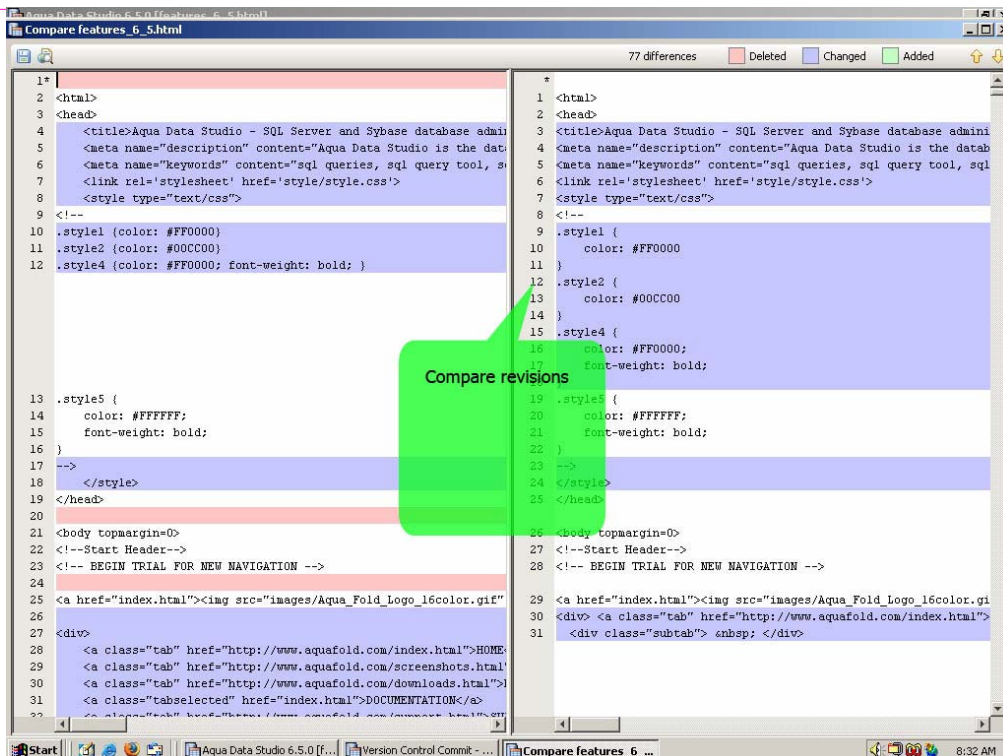 Aqua Data Studio 6.5.0 [features_6_5.html]
Compare features_6_5.html
77 differences Deleted Changed Added
1*
2 <html>
3 <head>
4 <title>Aqua Data Studio - SQL Server and Sybase database admi
5 <meta name="description" content="Aqua Data Studio is the dat
6 <meta name="keywords" content="sql queries, sql query tool, s
7 <link rel='stylesheet' href='style/style.css'>
8 <style type="text/css">
9 <!--
10 .style1 {color: #FF0000}
11 .style2 {color: #00CC00}
12 .style4 {color: #FF0000; font-weight: bold; }
13 .style5 {
14 color: #FFFFFF;
15 font-weight: bold;
16 }
17 -->
18 </style>
19 </head>
20
21 <body topmargin=0>
22 <!--Start Header-->
23 <!-- BEGIN TRIAL FOR NEW NAVIGATION -->
24
25 <a href="index.html"><img src="images/Aqua_Fold_Logo_16color.gif"
26
27 <div>
28 <a class="tab" href="http://www.aquafold.com/index.html">HOME<
29 <a class="tab" href="http://www.aquafold.com/screenshots.html"
30 <a class="tab" href="http://www.aquafold.com/downloads.html">
31 <a class="tabselected" href="index.html">DOCUMENTATION</a>
32 <a class="tab" href="http://www.aquafold.com/support.html">
*
1 <html>
2 <head>
3 <title>Aqua Data Studio - SQL Server and Sybase database admini
4 <meta name="description" content="Aqua Data Studio is the datab
5 <meta name="keywords" content="sql queries, sql query tool, sql
6 <link rel='stylesheet' href='style/style.css'>
7 <style type="text/css">
8 <!--
9 .style1 {
10 color: #FF0000
11 }
12 .style2 {
13 color: #00CC00
14 }
15 .style4 {
16 color: #FF0000;
17 font-weight: bold;
18 }
19 .style5 {
20 color: #FFFFFF;
21 font-weight: bold;
22 }
23 -->
24 </style>
25 </head>
26 <body topmargin=0>
27 <!--Start Header-->
28 <!-- BEGIN TRIAL FOR NEW NAVIGATION -->
29 <a href="index.html"><img src="images/Aqua_Fold_Logo_16color.gi
30 <div> <a class="tab" href="http://www.aquafold.com/index.html">
31 <div class="subtab"> &nbsp; </div>
Compare revisions
Start Aqua Data Studio 6.5.0 [f... Version Control Commit - ... Compare features_6_... 8:32 AM